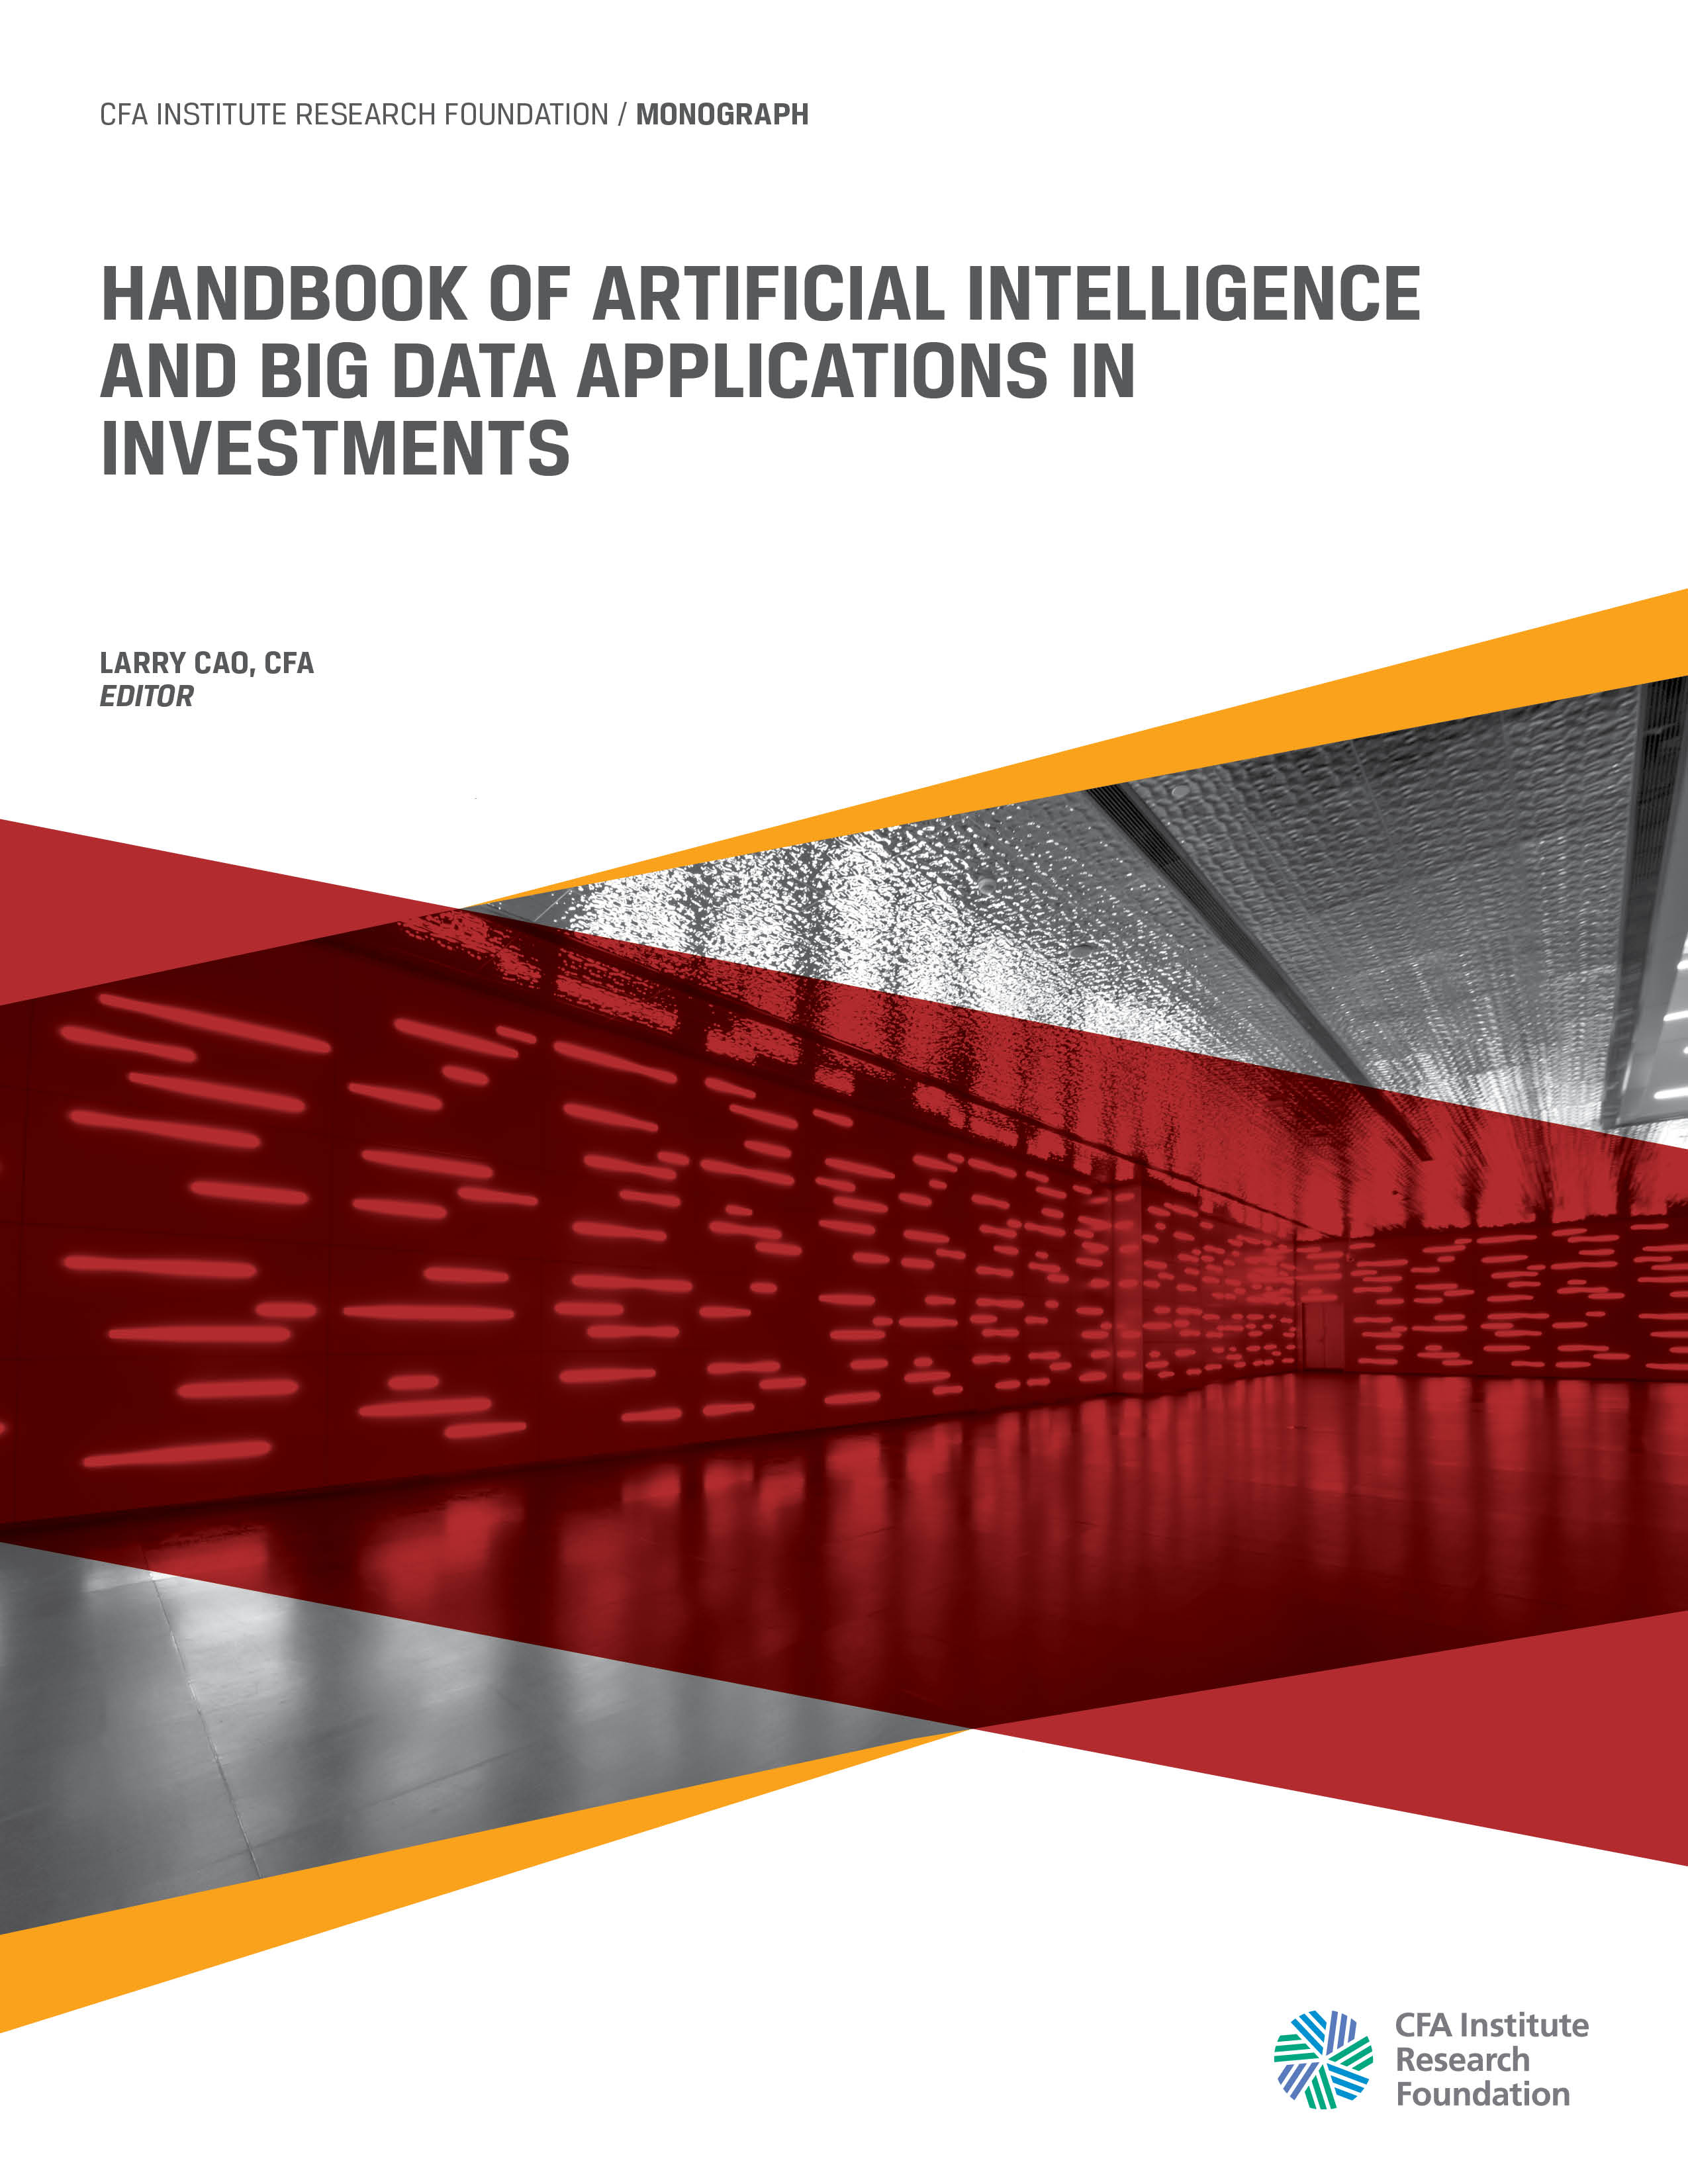 CFA INSTITUTE RESEARCH FOUNDATION / MONOGRAPH
HANDBOOK OF ARTIFICIAL INTELLIGENCE
AND BIG DATA APPLICATIONS IN
INVESTMENTS
LARRY CAO, CFA
EDITOR
CFA Institute
Research
Foundation